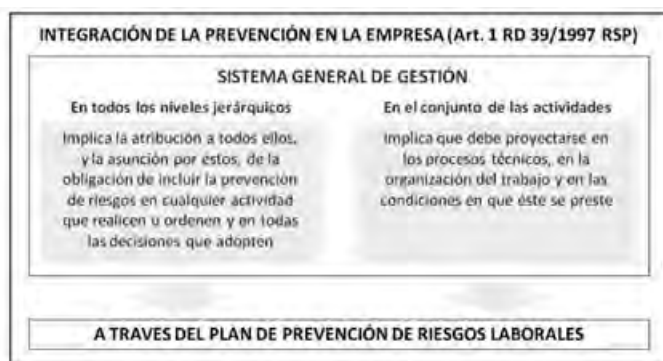 INTEGRACIÓN DE LA PREVENCIÓN EN LA EMPRESA (Art. 1 RD 39/1997 RSP)
SISTEMA GENERAL DE GESTIÓN
En todos los niveles jerárquicos
Implica la atribución a todos ellos,
y la asunción por éstos, de la
obligación de incluir la prevención
de riesgos en cualquier actividad
que realicen u ordenen y en todas
las decisiones que adopten
En el conjunto de las actividades
Implica que debe proyectarse en
los procesos técnicos, en la
organización del trabajo y en las
condiciones en que éste se preste
A TRAVES DEL PLAN DE PREVENCIÓN DE RIESGOS LABORALES